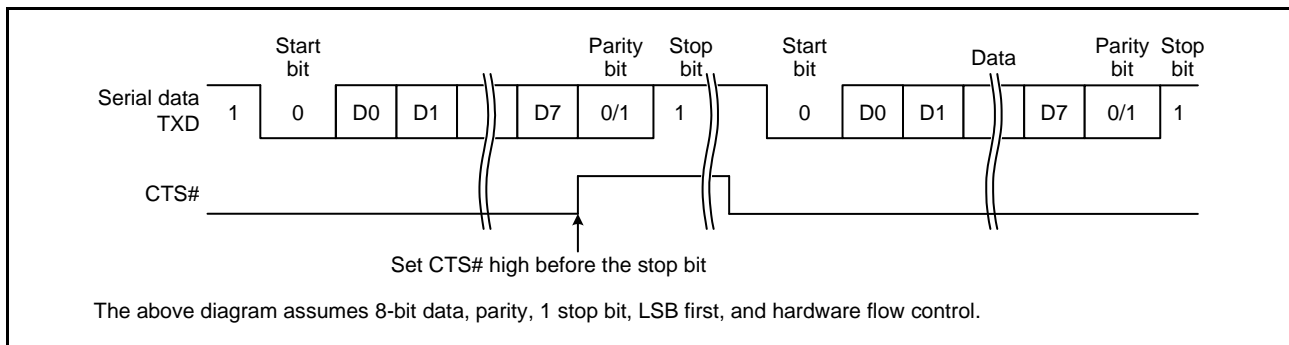 Start bit Parity bit Stop bit Start bit Data Parity bit Stop bit
Serial data TXD 1 0 D0 D1 D7 0/1 1 0 D0 D1 D7 0/1 1
CTS#
Set CTS# high before the stop bit
The above diagram assumes 8-bit data, parity, 1 stop bit, LSB first, and hardware flow control.